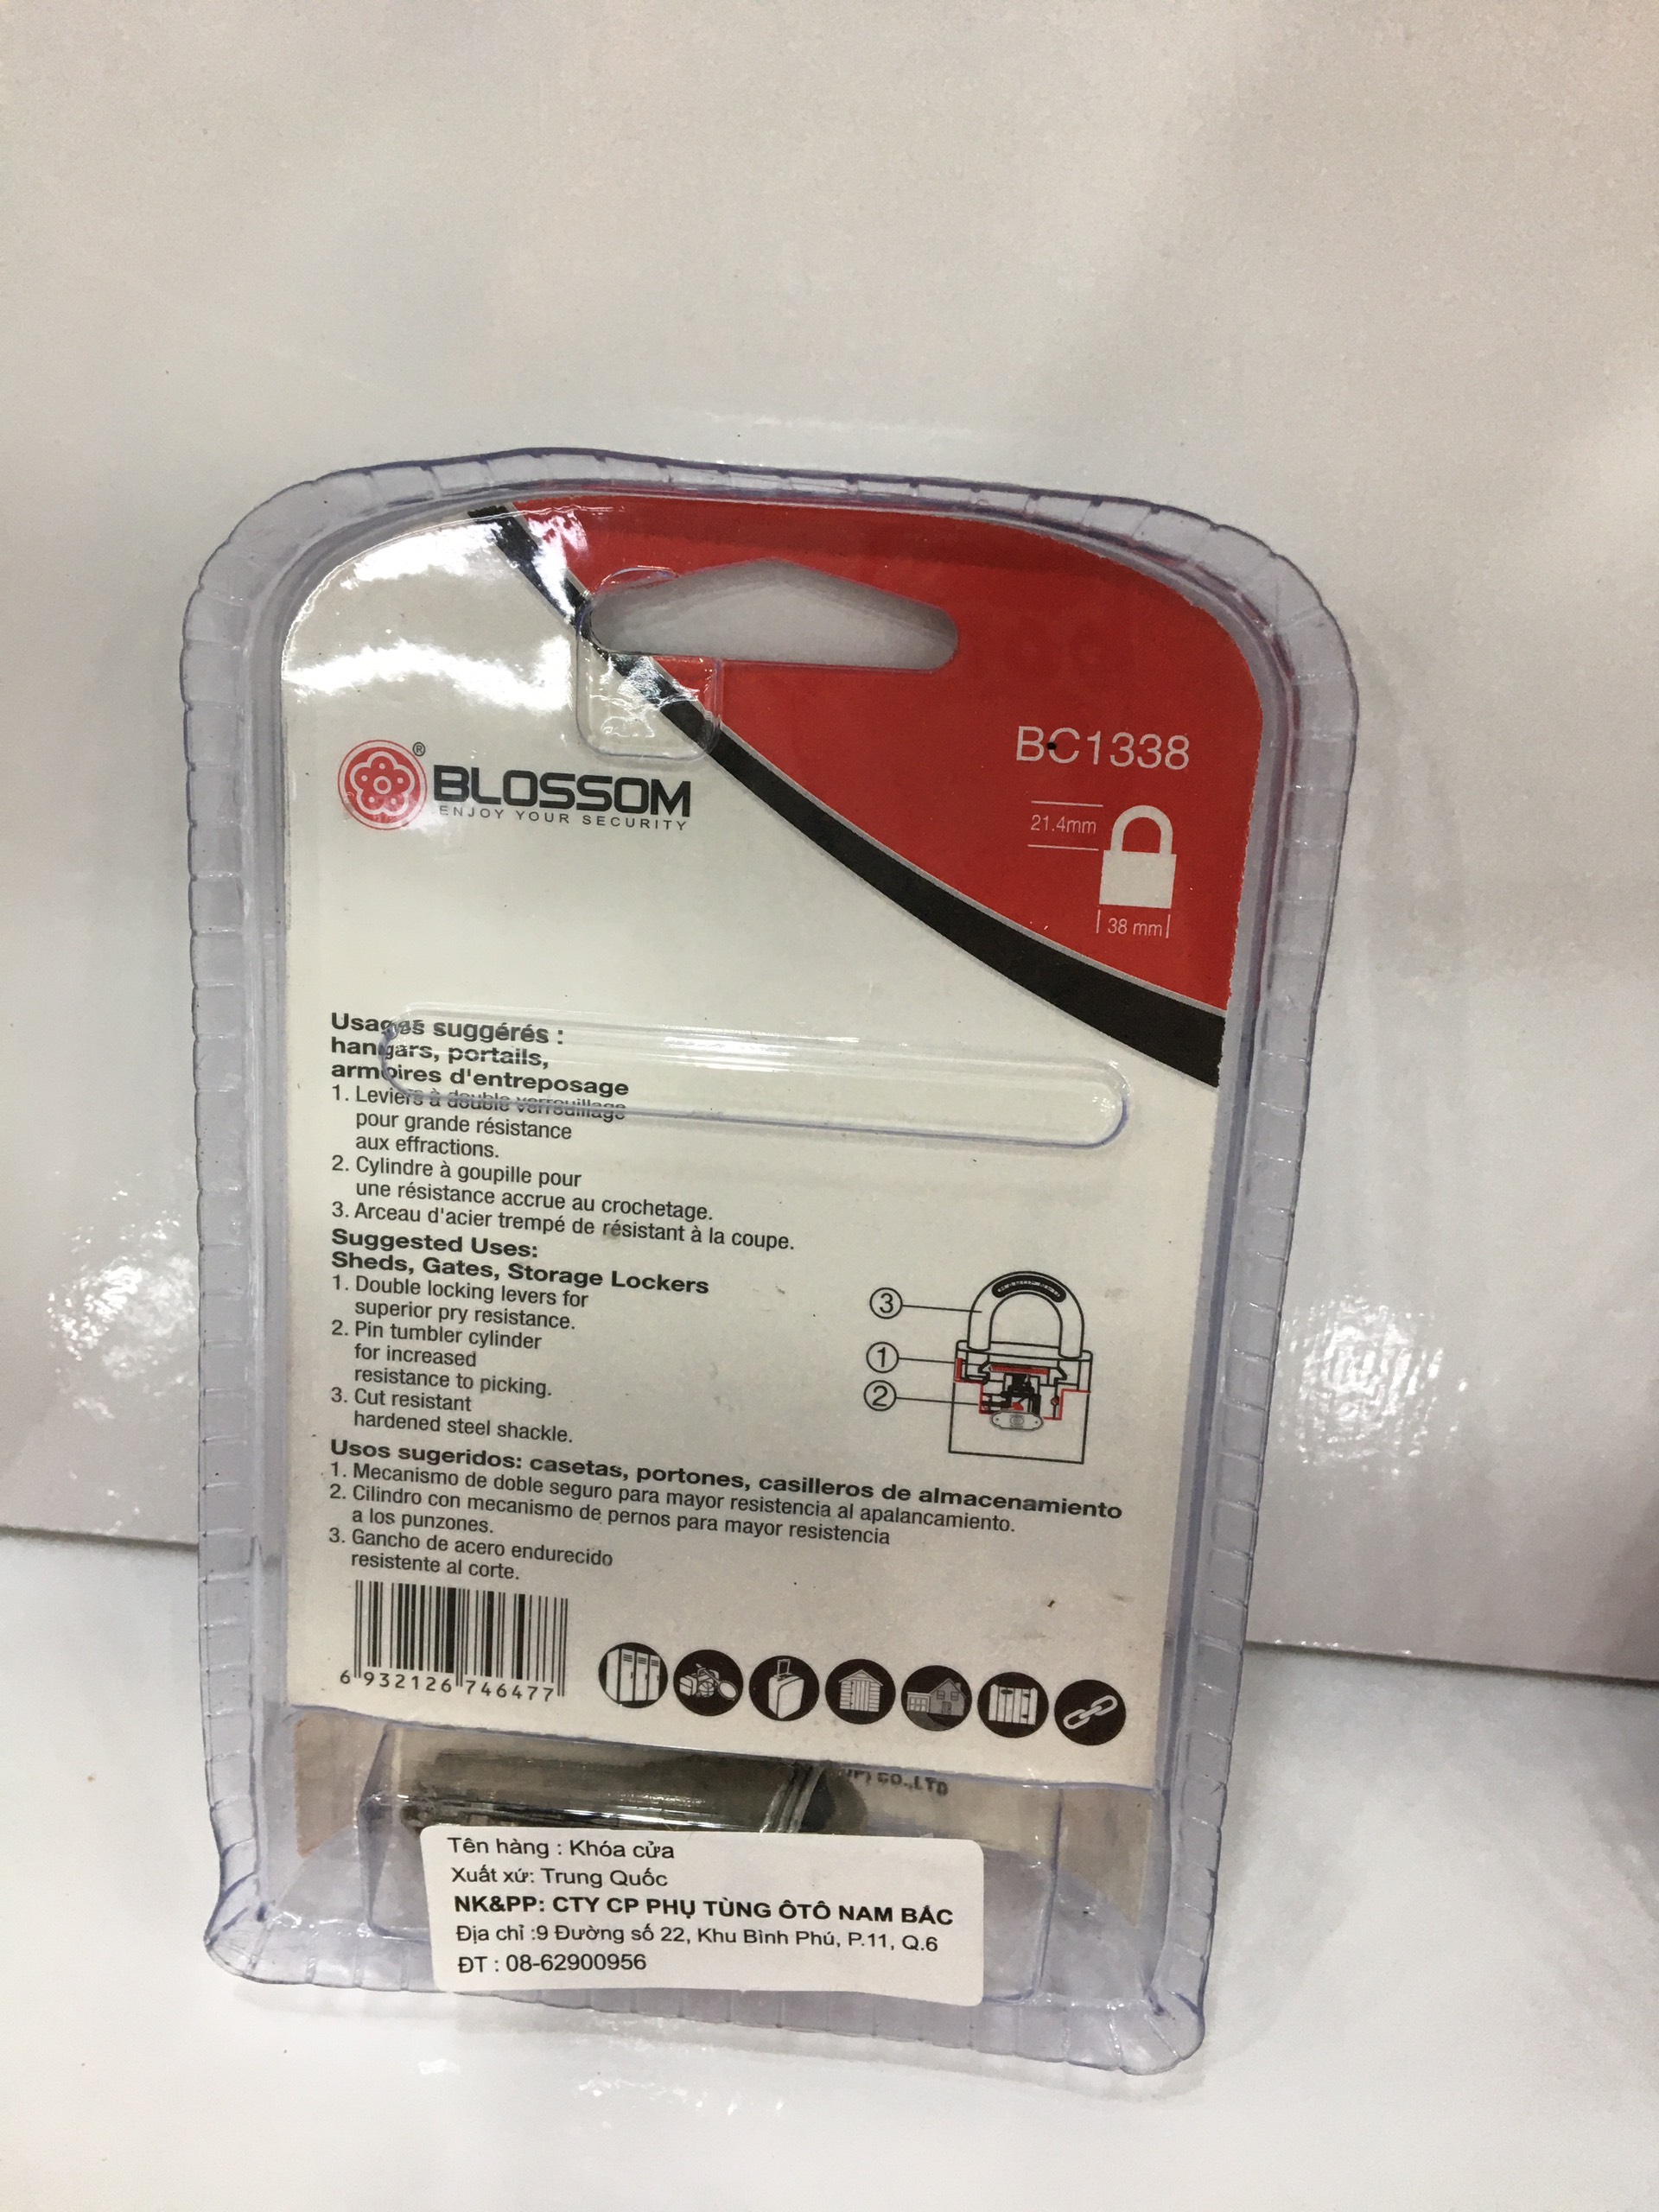 BLOSSOM
ENJOY YOUR SECURITY
BC1338
21.4mm
38 mm
Usages suggérés :
hangars, portails,
armoires d'entreposage
1. Leviers à double verrouillage
pour grande résistance
aux effractions.
2. Cylindre à goupille pour
une résistance accrue au crochetage.
3. Arceau d'acier trempé de résistant à la coupe.
Suggested Uses:
Sheds, Gates, Storage Lockers
1. Double locking levers for
superior pry resistance.
2. Pin tumbler cylinder
for increased
resistance to picking.
3. Cut resistant
hardened steel shackle.
3
1
2
Usos sugeridos: casetas, portones, casilleros de almacenamiento
1. Mecanismo de doble seguro para mayor resistencia al apalancamiento.
2. Cilindro con mecanismo de pernos para mayor resistencia
a los punzones.
3. Gancho de acero endurecido
resistente al corte.
6 932126 746477
CO.,LTD
Tên hàng : Khóa cửa
Xuất xứ: Trung Quốc
NK&PP: CTY CP PHỤ TÙNG ÔTÔ NAM BẮC
Địa chỉ :9 Đường số 22, Khu Bình Phú, P.11, Q.6
ĐT : 08-62900956